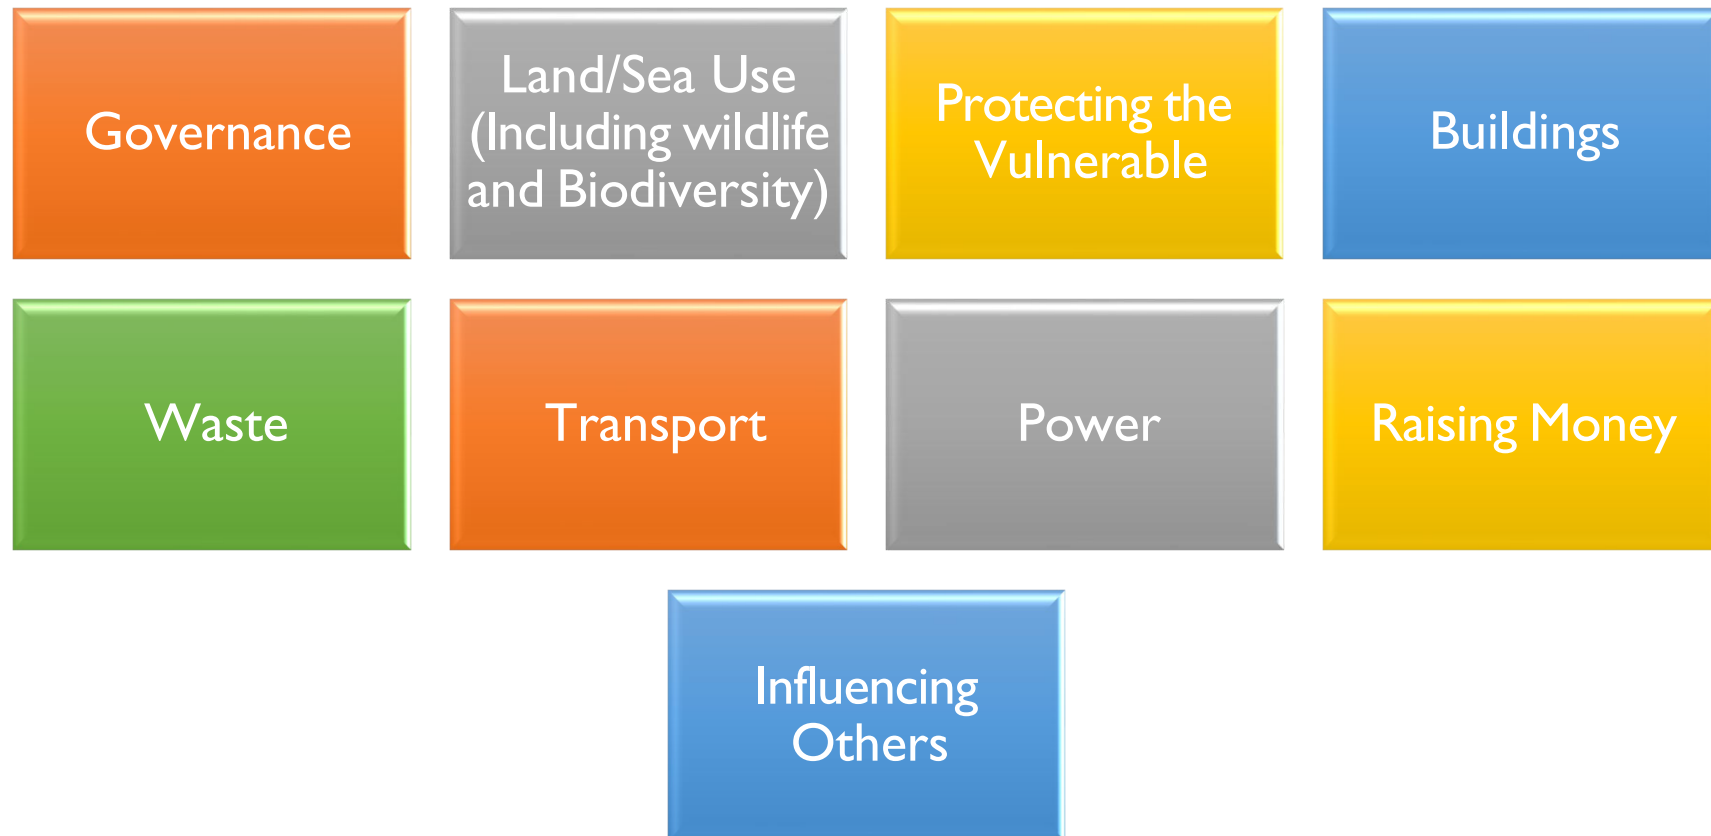 Governance
Land/Sea Use
(Including wildlife
and Biodiversity)
Protecting the
Vulnerable
Buildings
Waste
Transport
Power
Raising Money
Influencing
Others